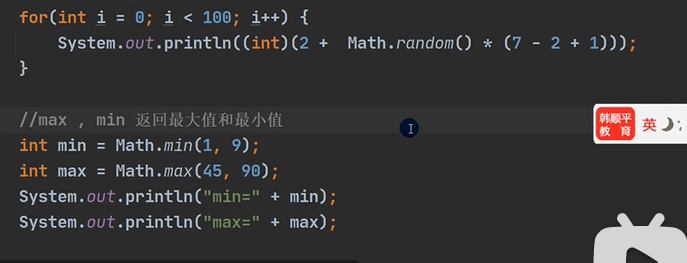 for(int i = 0; i < 100; i++) {
System.out.println((int)(2 +  Math.random() * (7 - 2 + 1)));
}
//max , min 返回最大值和最小值
int min = Math.min(1, 9);
int max = Math.max(45, 90);
System.out.println("min=" + min);
System.out.println("max=" + max);
韩顺平
教育
英